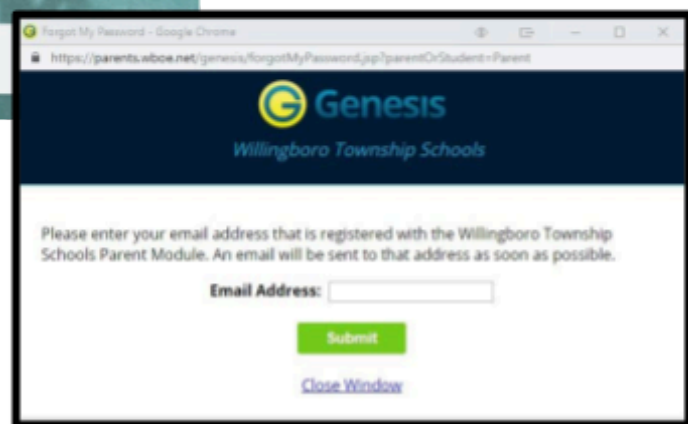 Forgot My Password - Google Chrome
https://parents.wboe.net/genesis/forgotMyPassword.jsp?parentOrStudent=Parent
G Genesis
Willingboro Township Schools
Please enter your email address that is registered with the Willingboro Township
Schools Parent Module. An email will be sent to that address as soon as possible.
Email Address:
Submit
Close Window